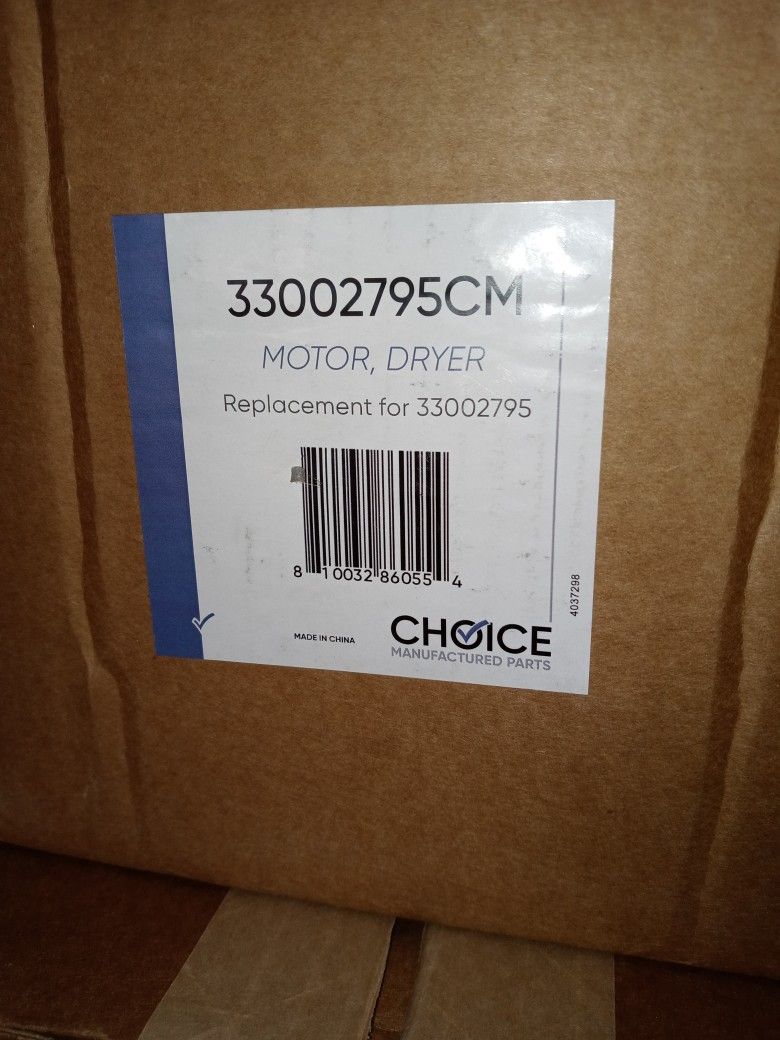 33002795CM
MOTOR, DRYER
Replacement for 33002795
8 10032 86055 4
4037298
MADE IN CHINA
CHOICE
MANUFACTURED PARTS